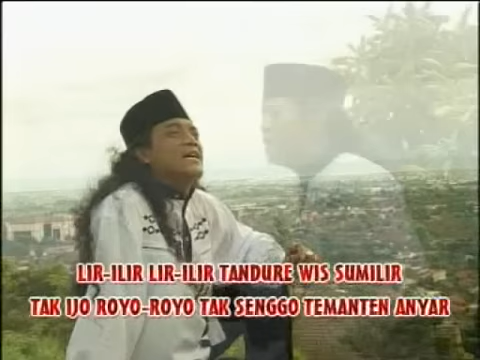 LIR-ILIR LIR-ILIR TANDURE WIS SUMILIR
TAK IJO ROYO-ROYO TAK SENGGO TEMANTEN ANYAR